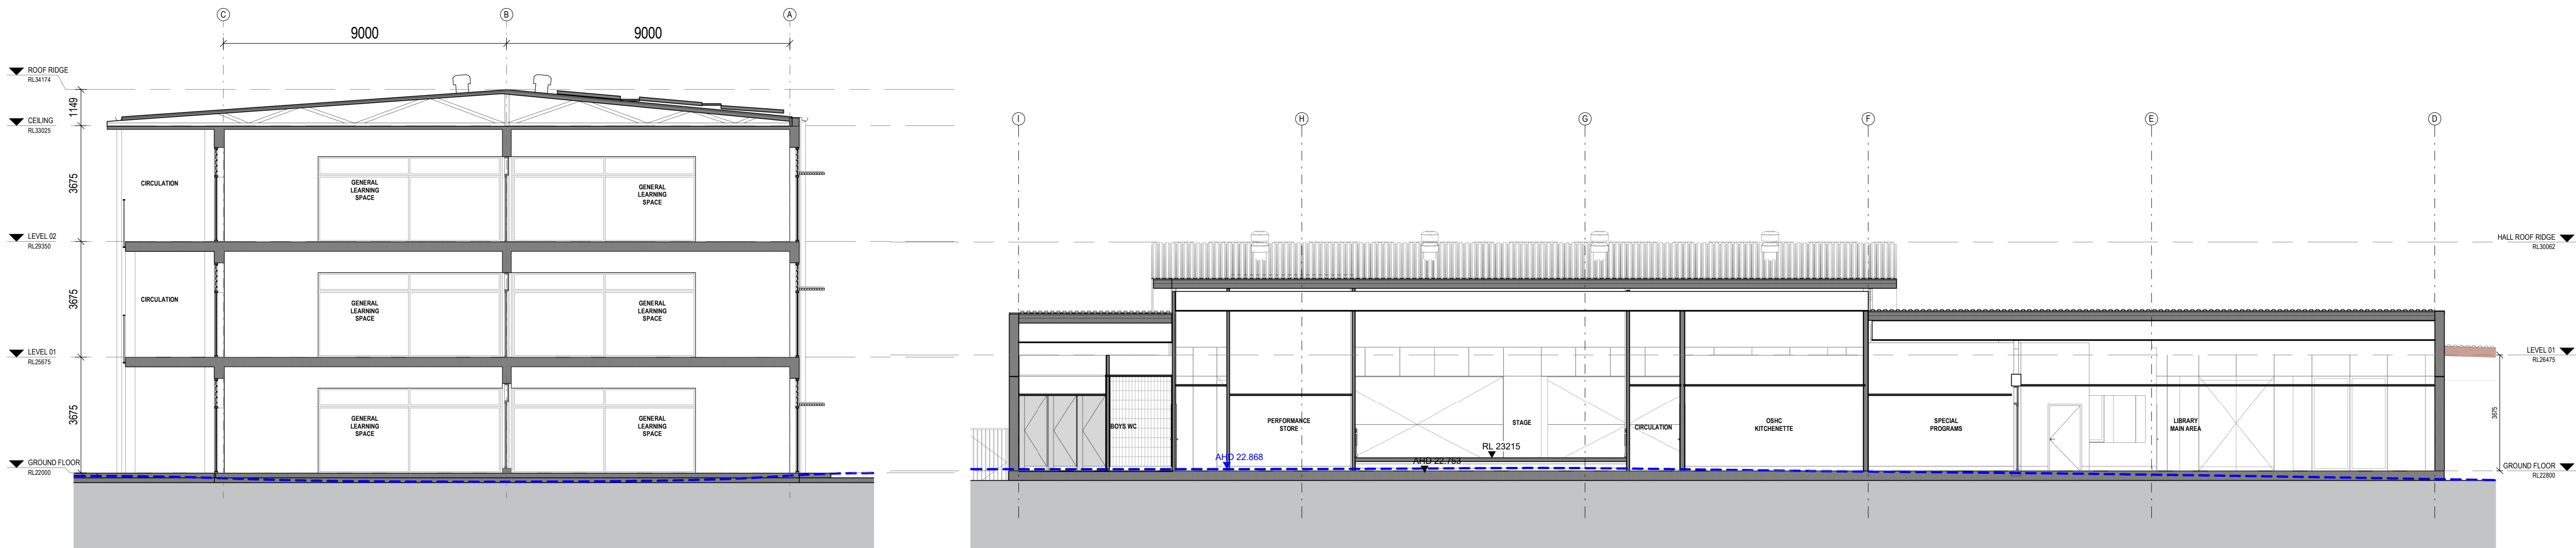 C
B
A
9000
9000
ROOF RIDGE
RL34174
1149
CEILING
RL33025
3675
CIRCULATION
GENERAL
LEARNING
SPACE
GENERAL
LEARNING
SPACE
LEVEL 02
RL29350
3675
CIRCULATION
GENERAL
LEARNING
SPACE
GENERAL
LEARNING
SPACE
LEVEL 01
RL25675
3675
GENERAL
LEARNING
SPACE
GENERAL
LEARNING
SPACE
GROUND FLOOR
RL22000
I
H
G
F
E
D
HALL ROOF RIDGE
RL30062
LEVEL 01
RL26475
3675
BOYS WC
PERFORMANCE
STORE
STAGE
CIRCULATION
OSHC
KITCHENETTE
SPECIAL
PROGRAMS
LIBRARY
MAIN AREA
RL 23215
AHD 22.868
AHD 22.753
GROUND FLOOR
RL22800